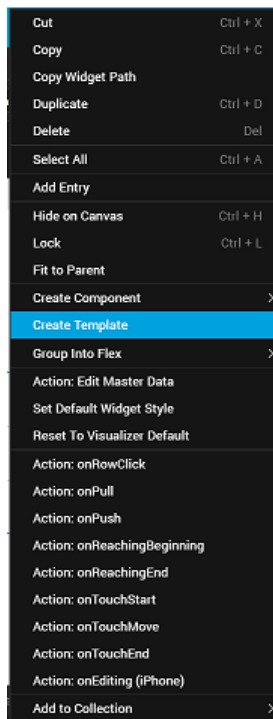 Cut Ctrl + X
Copy Ctrl + C
Copy Widget Path
Duplicate Ctrl + D
Delete Del
Select All Ctrl + A
Add Entry
Hide on Canvas Ctrl + H
Lock Ctrl + L
Fit to Parent
Create Component
Create Template
Group Into Flex
Action: Edit Master Data
Set Default Widget Style
Reset To Visualizer Default
Action: onRowClick
Action: onPull
Action: onPush
Action: onReachingBeginning
Action: onReachingEnd
Action: onTouchStart
Action: onTouchMove
Action: onTouchEnd
Action: onEditing (iPhone)
Add to Collection